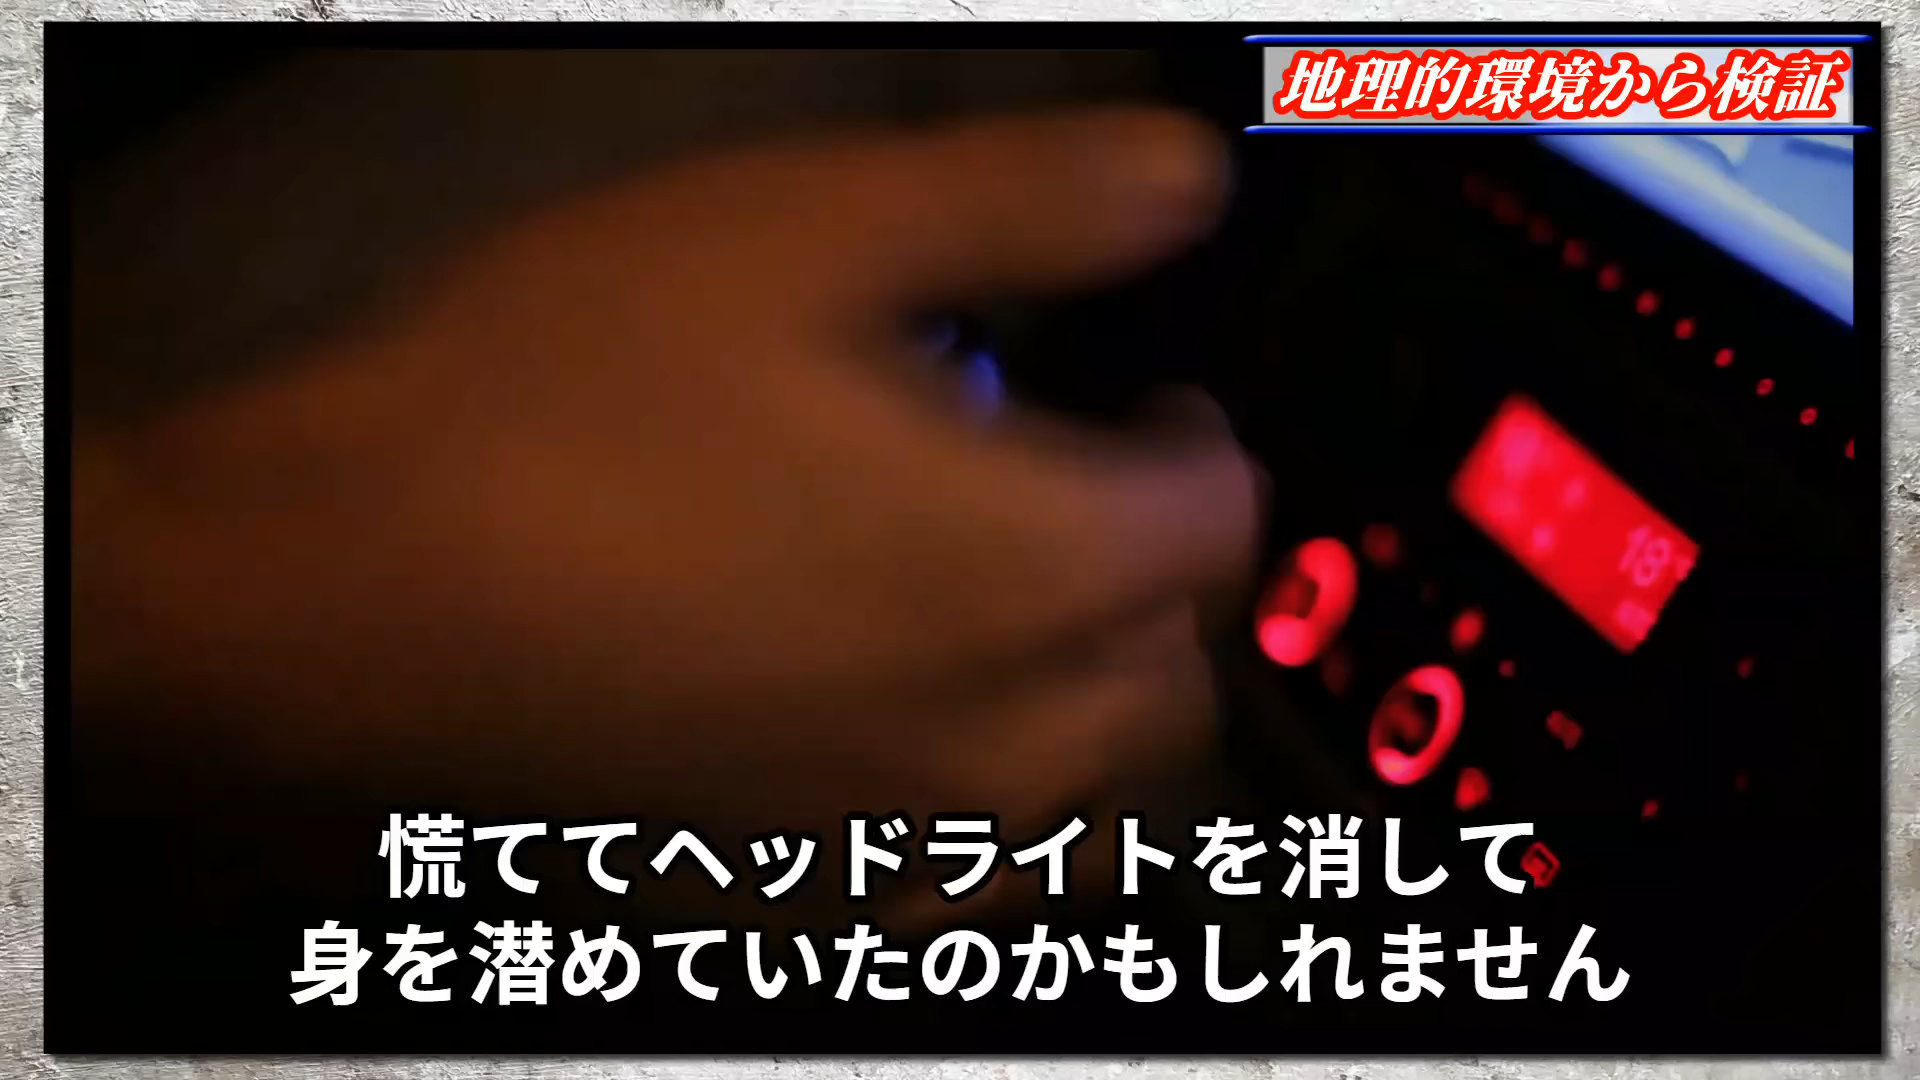 地理的環境から検証
18
慌ててヘッドライトを消して
身を潜めていたのかもしれません